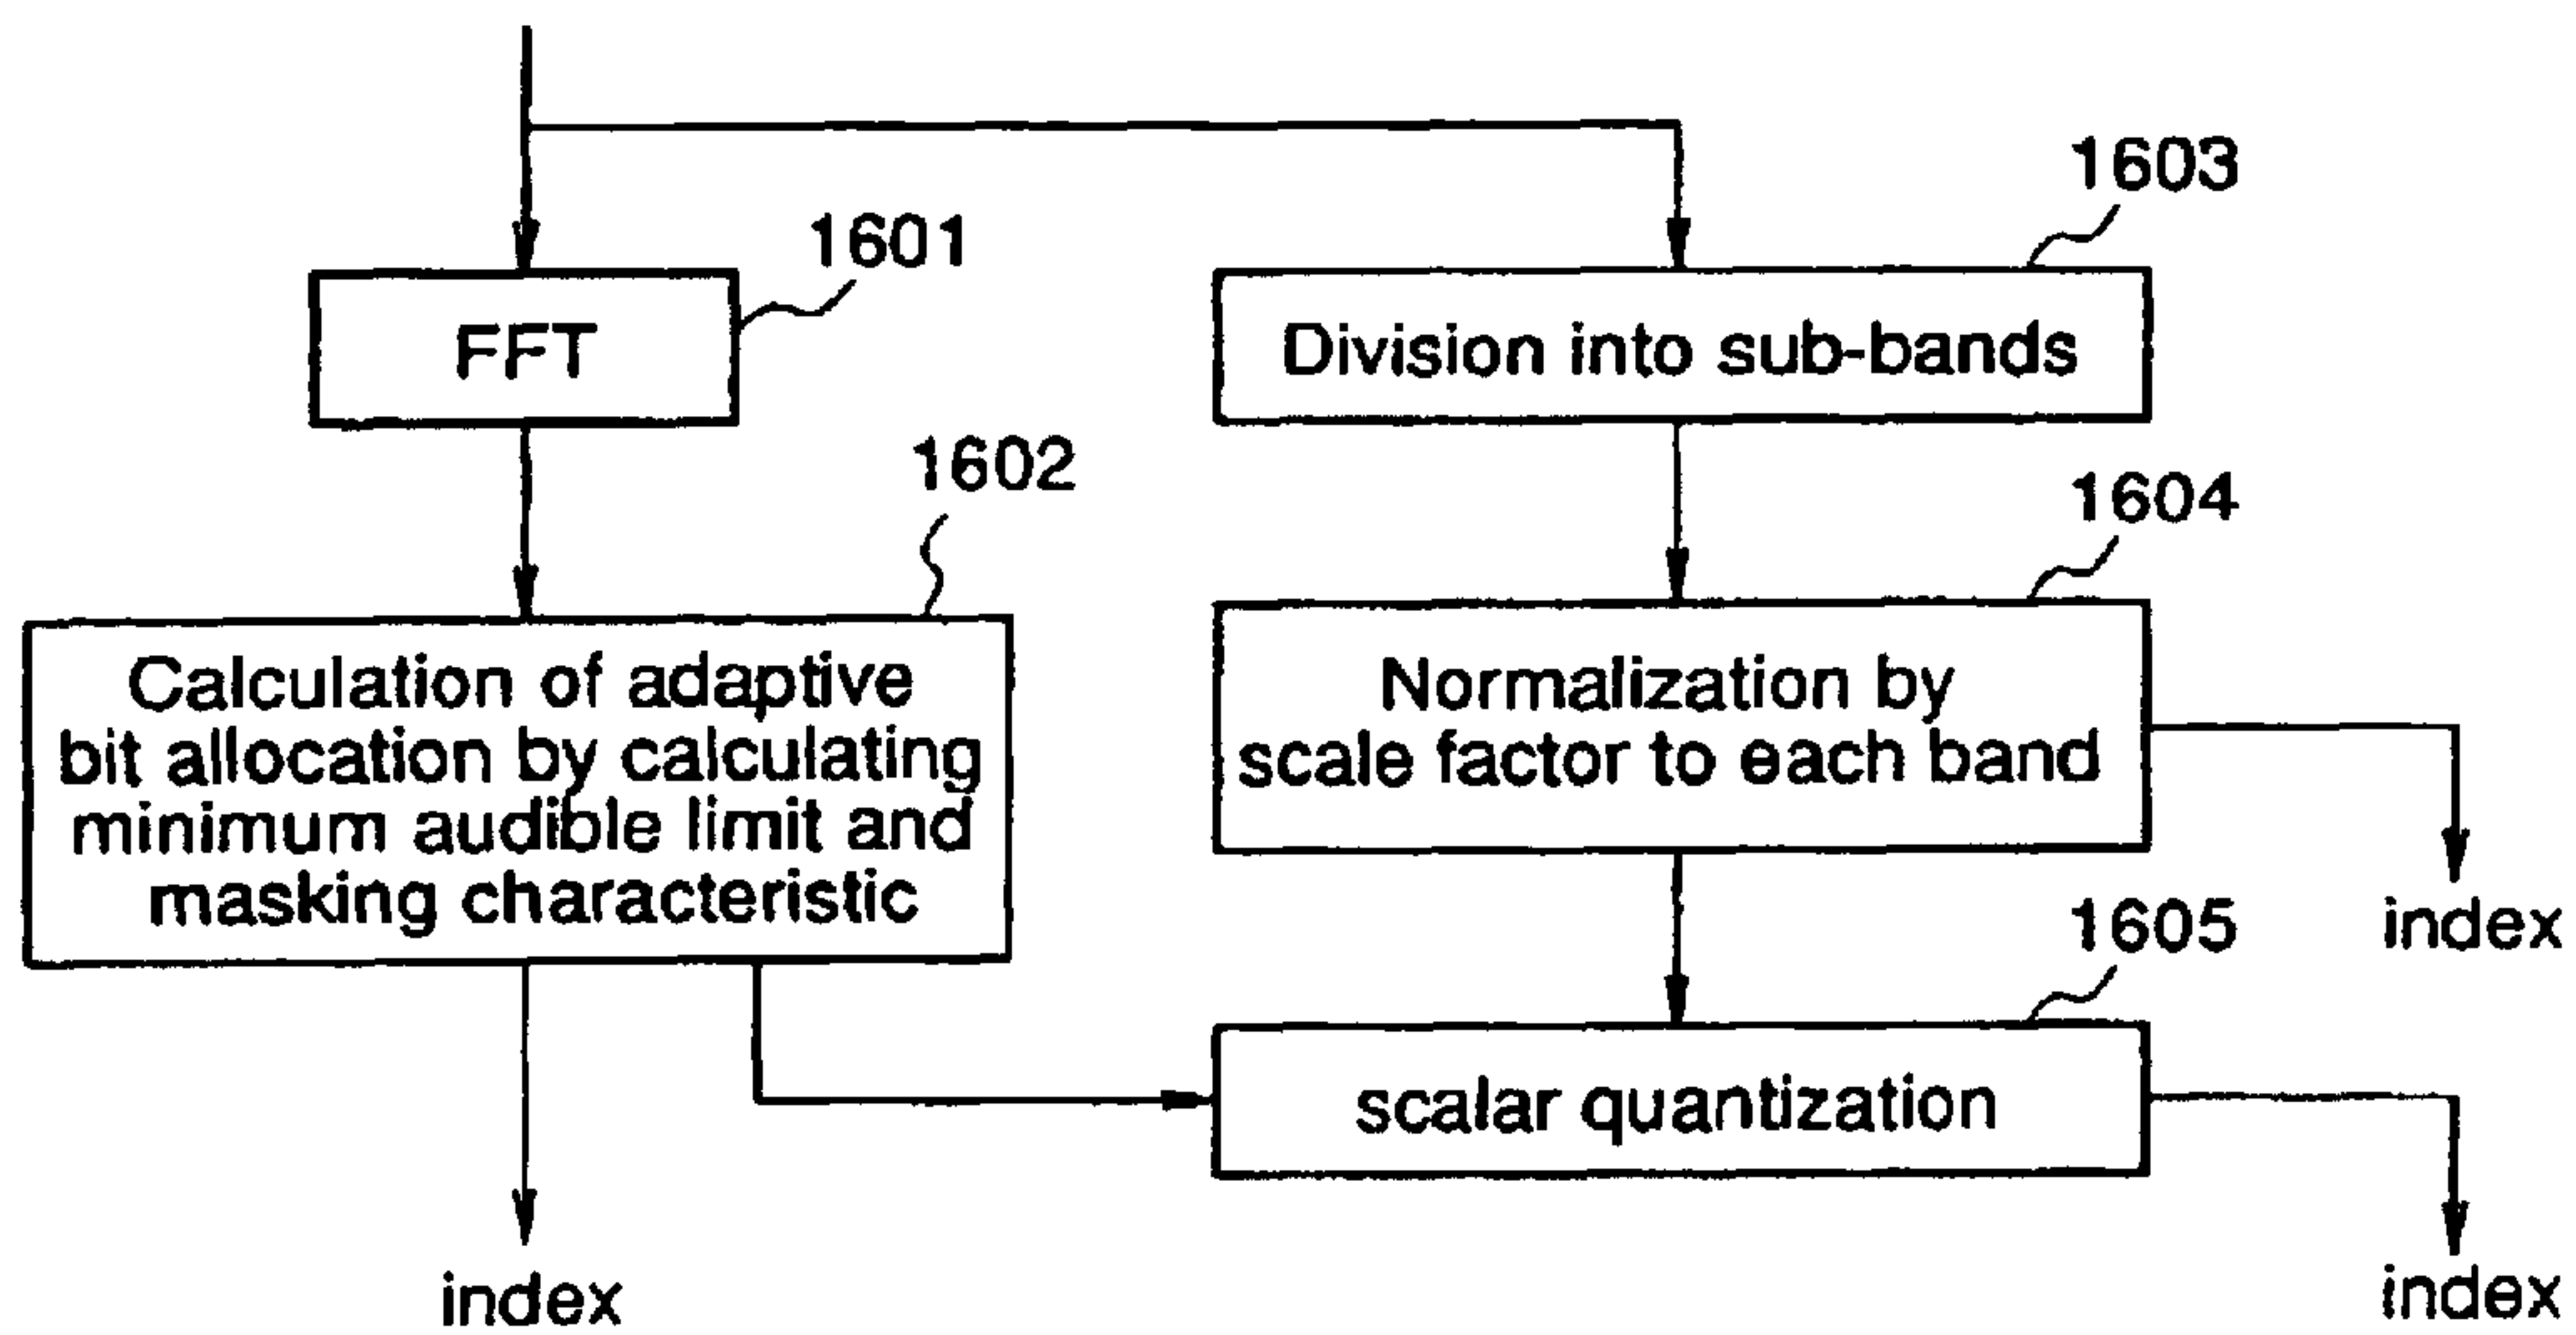 1603
1601
FFT
Division into sub-bands
1602
1604
Calculation of adaptive
bit allocation by calculating
minimum audible limit and
masking characteristic
Normalization by
scale factor to each band
1605
index
scalar quantization
index
index